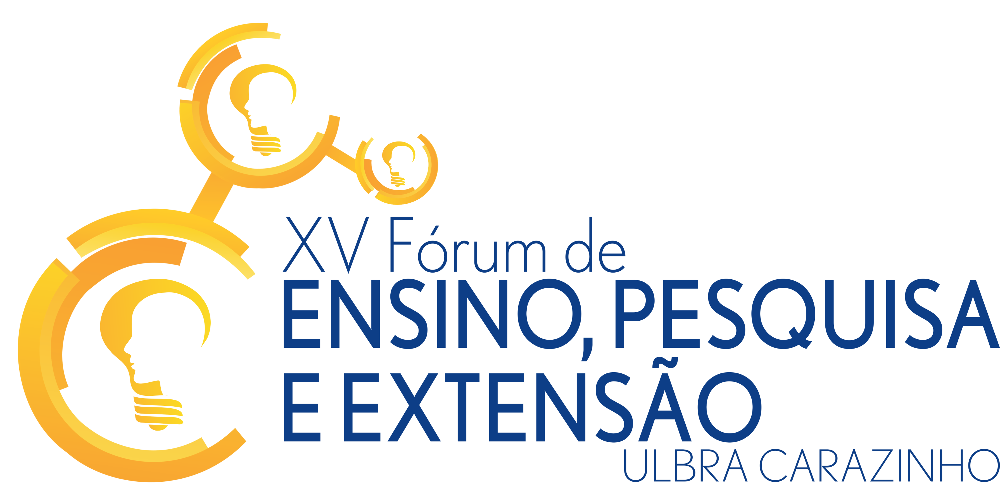 XV Fórum de
ENSINO, PESQUISA
E EXTENSÃO
ULBRA CARAZINHO